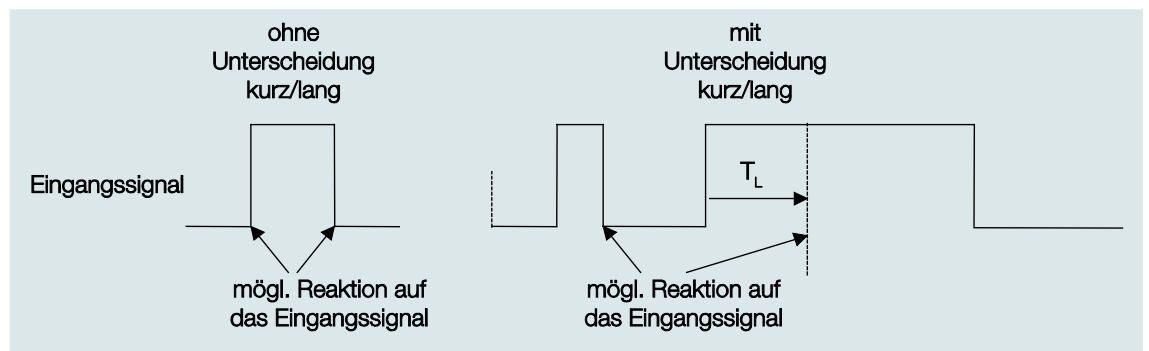 ohne
Unterscheidung
kurz/lang
mit
Unterscheidung
kurz/lang
Eingangssignal
TL
mögl. Reaktion auf
das Eingangssignal
mögl. Reaktion auf
das Eingangssignal